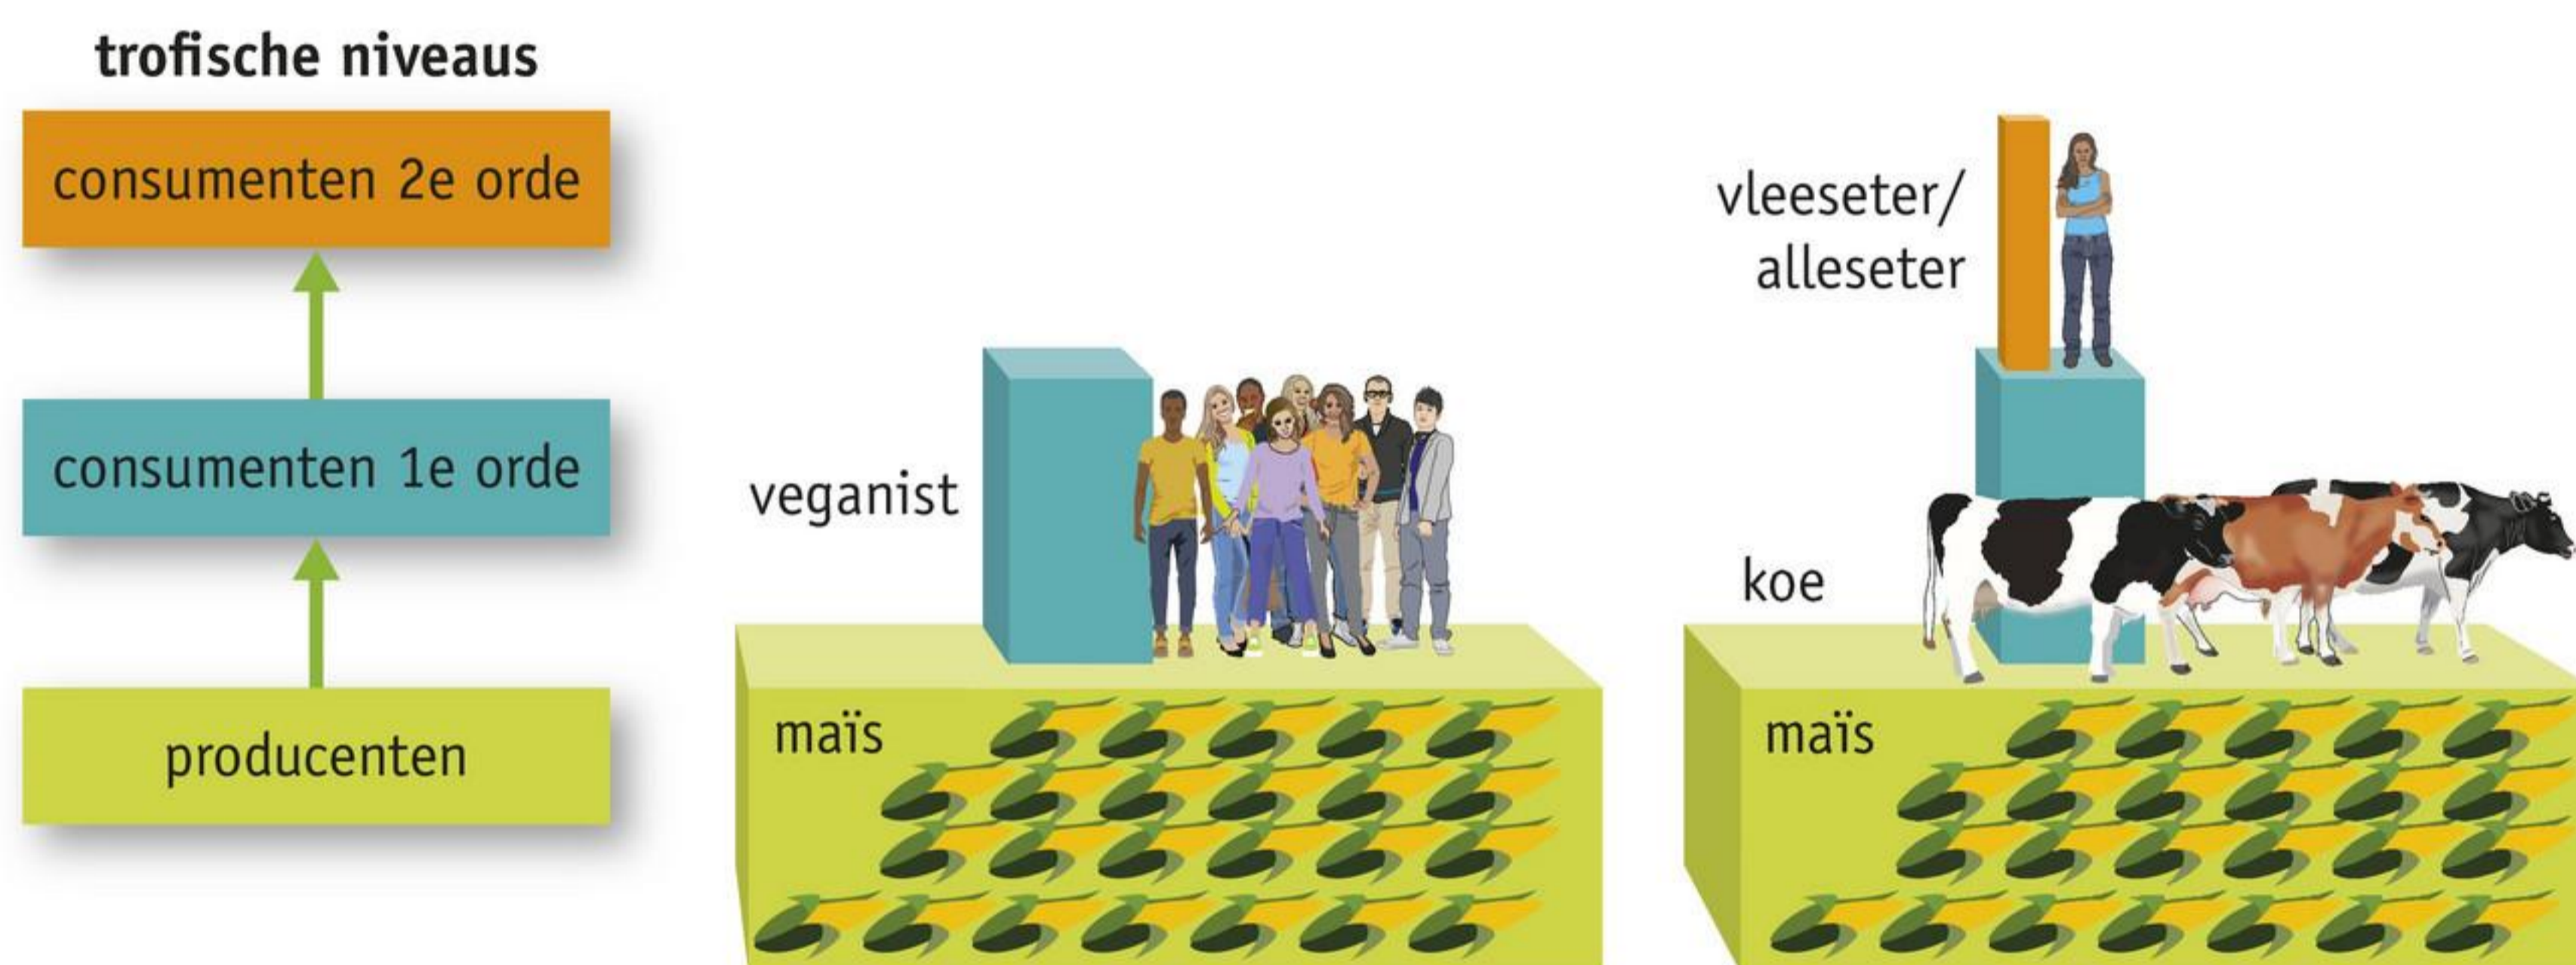 trofische niveaus
consumenten 2e orde
consumenten 1e orde
producenten
veganist
maïs
vleeseter/
alleseter
koe
maïs